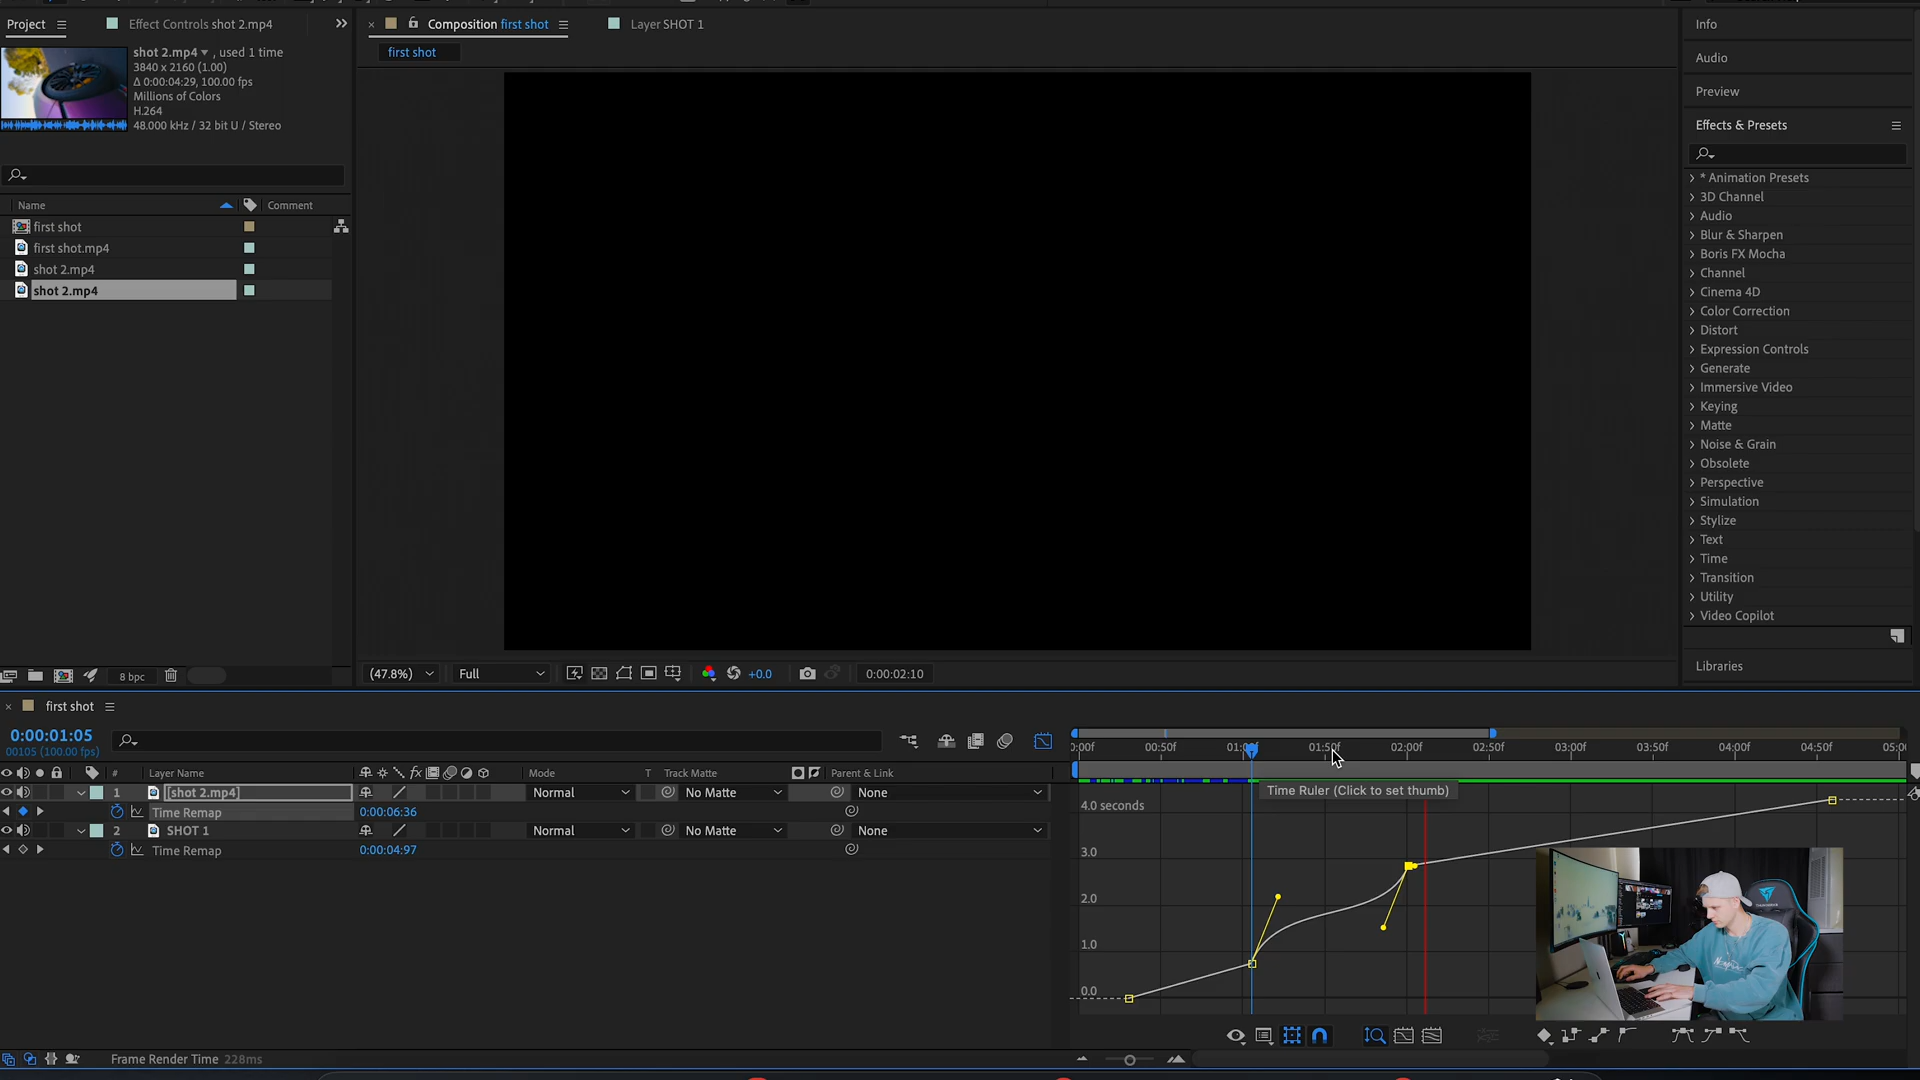 Project
Effect Controls shot 2.mp4
Composition first shot
Layer SHOT 1
first shot
shot 2.mp4 , used 1 time
3840 x 2160 (1.00)
Δ 0:00:04:29, 100.00 fps
Millions of Colors
H.264
48.000 kHz / 32 bit U / Stereo
Name
Comment
first shot
first shot.mp4
shot 2.mp4
shot 2.mp4
8 bpc
(47.8%)
Full
+0.0
0:00:02:10
Info
Audio
Preview
Effects & Presets
* Animation Presets
3D Channel
Audio
Blur & Sharpen
Boris FX Mocha
Channel
Cinema 4D
Color Correction
Distort
Expression Controls
Generate
Immersive Video
Keying
Matte
Noise & Grain
Obsolete
Perspective
Simulation
Stylize
Text
Time
Transition
Utility
Video Copilot
Libraries
first shot
0:00:01:05
00105 (100.00 fps)
# Layer Name Mode T Track Matte Parent & Link
1 [shot 2.mp4] Normal No Matte None
Time Remap 0:00:06:36
2 SHOT 1 Normal No Matte None
Time Remap 0:00:04:97
Frame Render Time 228ms
0:00f 00:50f 01:50f 02:00f 02:50f 03:00f 03:50f 04:00f 04:50f
Time Ruler (Click to set thumb)
4.0 seconds
3.0
2.0
1.0
0.0